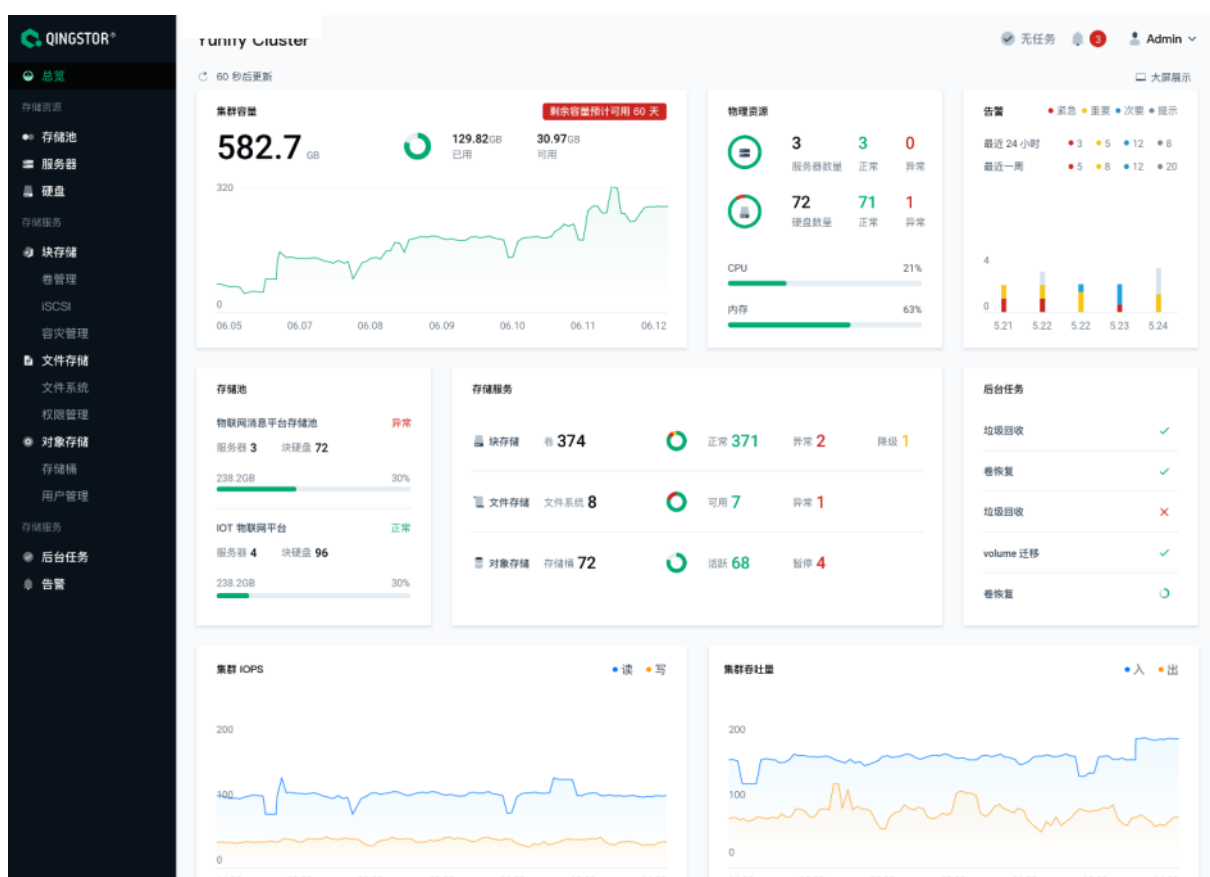 QINGSTOR®
总览
存储资源
存储池
服务器
硬盘
存储服务
块存储
卷管理
iSCSI
容灾管理
文件存储
文件系统
权限管理
对象存储
存储桶
用户管理
存储服务
后台任务
告警
Yunify Cluster
无任务 3 Admin
60 秒后更新
大屏展示
集群容量
剩余容量预计可用 60 天
582.7 GB
129.82GB 30.97GB
已用 可用
320
0
06.05 06.07 06.08 06.09 06.10 06.11 06.12
物理资源
3 3 0
服务器数量 正常 异常
72 71 1
硬盘数量 正常 异常
CPU 21%
内存 63%
告警 紧急 重要 次要 提示
最近 24 小时 3 5 12 8
最近一周 5 8 12 20
4
0
5.21 5.22 5.22 5.23 5.24
存储池
物联网消息平台存储池 异常
服务器 3 块硬盘 72
238.2GB 30%
IOT 物联网平台 正常
服务器 4 块硬盘 96
238.2GB 30%
存储服务
块存储 卷 374 正常 371 异常 2 降级 1
文件存储 文件系统 8 可用 7 异常 1
对象存储 存储桶 72 活跃 68 暂停 4
后台任务
垃圾回收
卷恢复
垃圾回收
volume 迁移
卷恢复
集群 IOPS 读 写
200
100
0
集群吞吐量 入 出
200
100
0